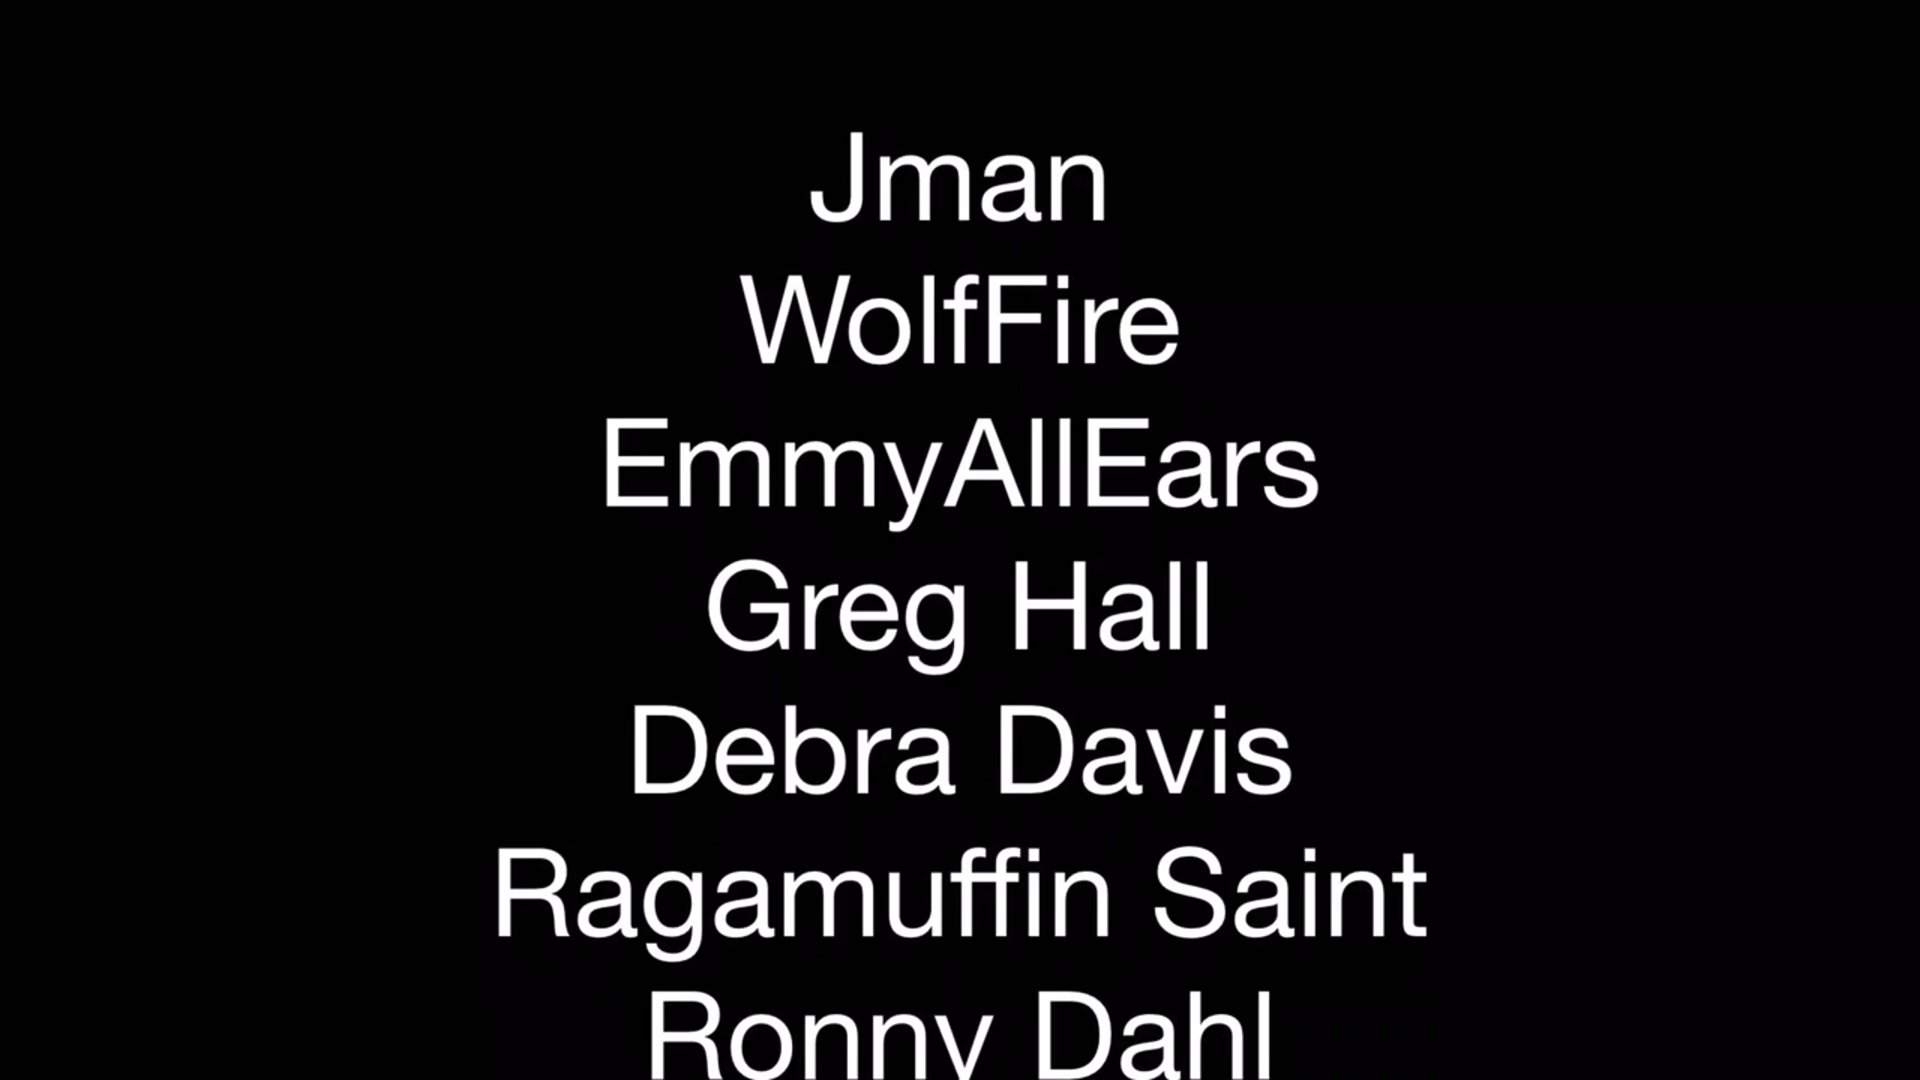 Jman
WolfFire
EmmyAllEars
Greg Hall
Debra Davis
Ragamuffin Saint
Ronny Dahl